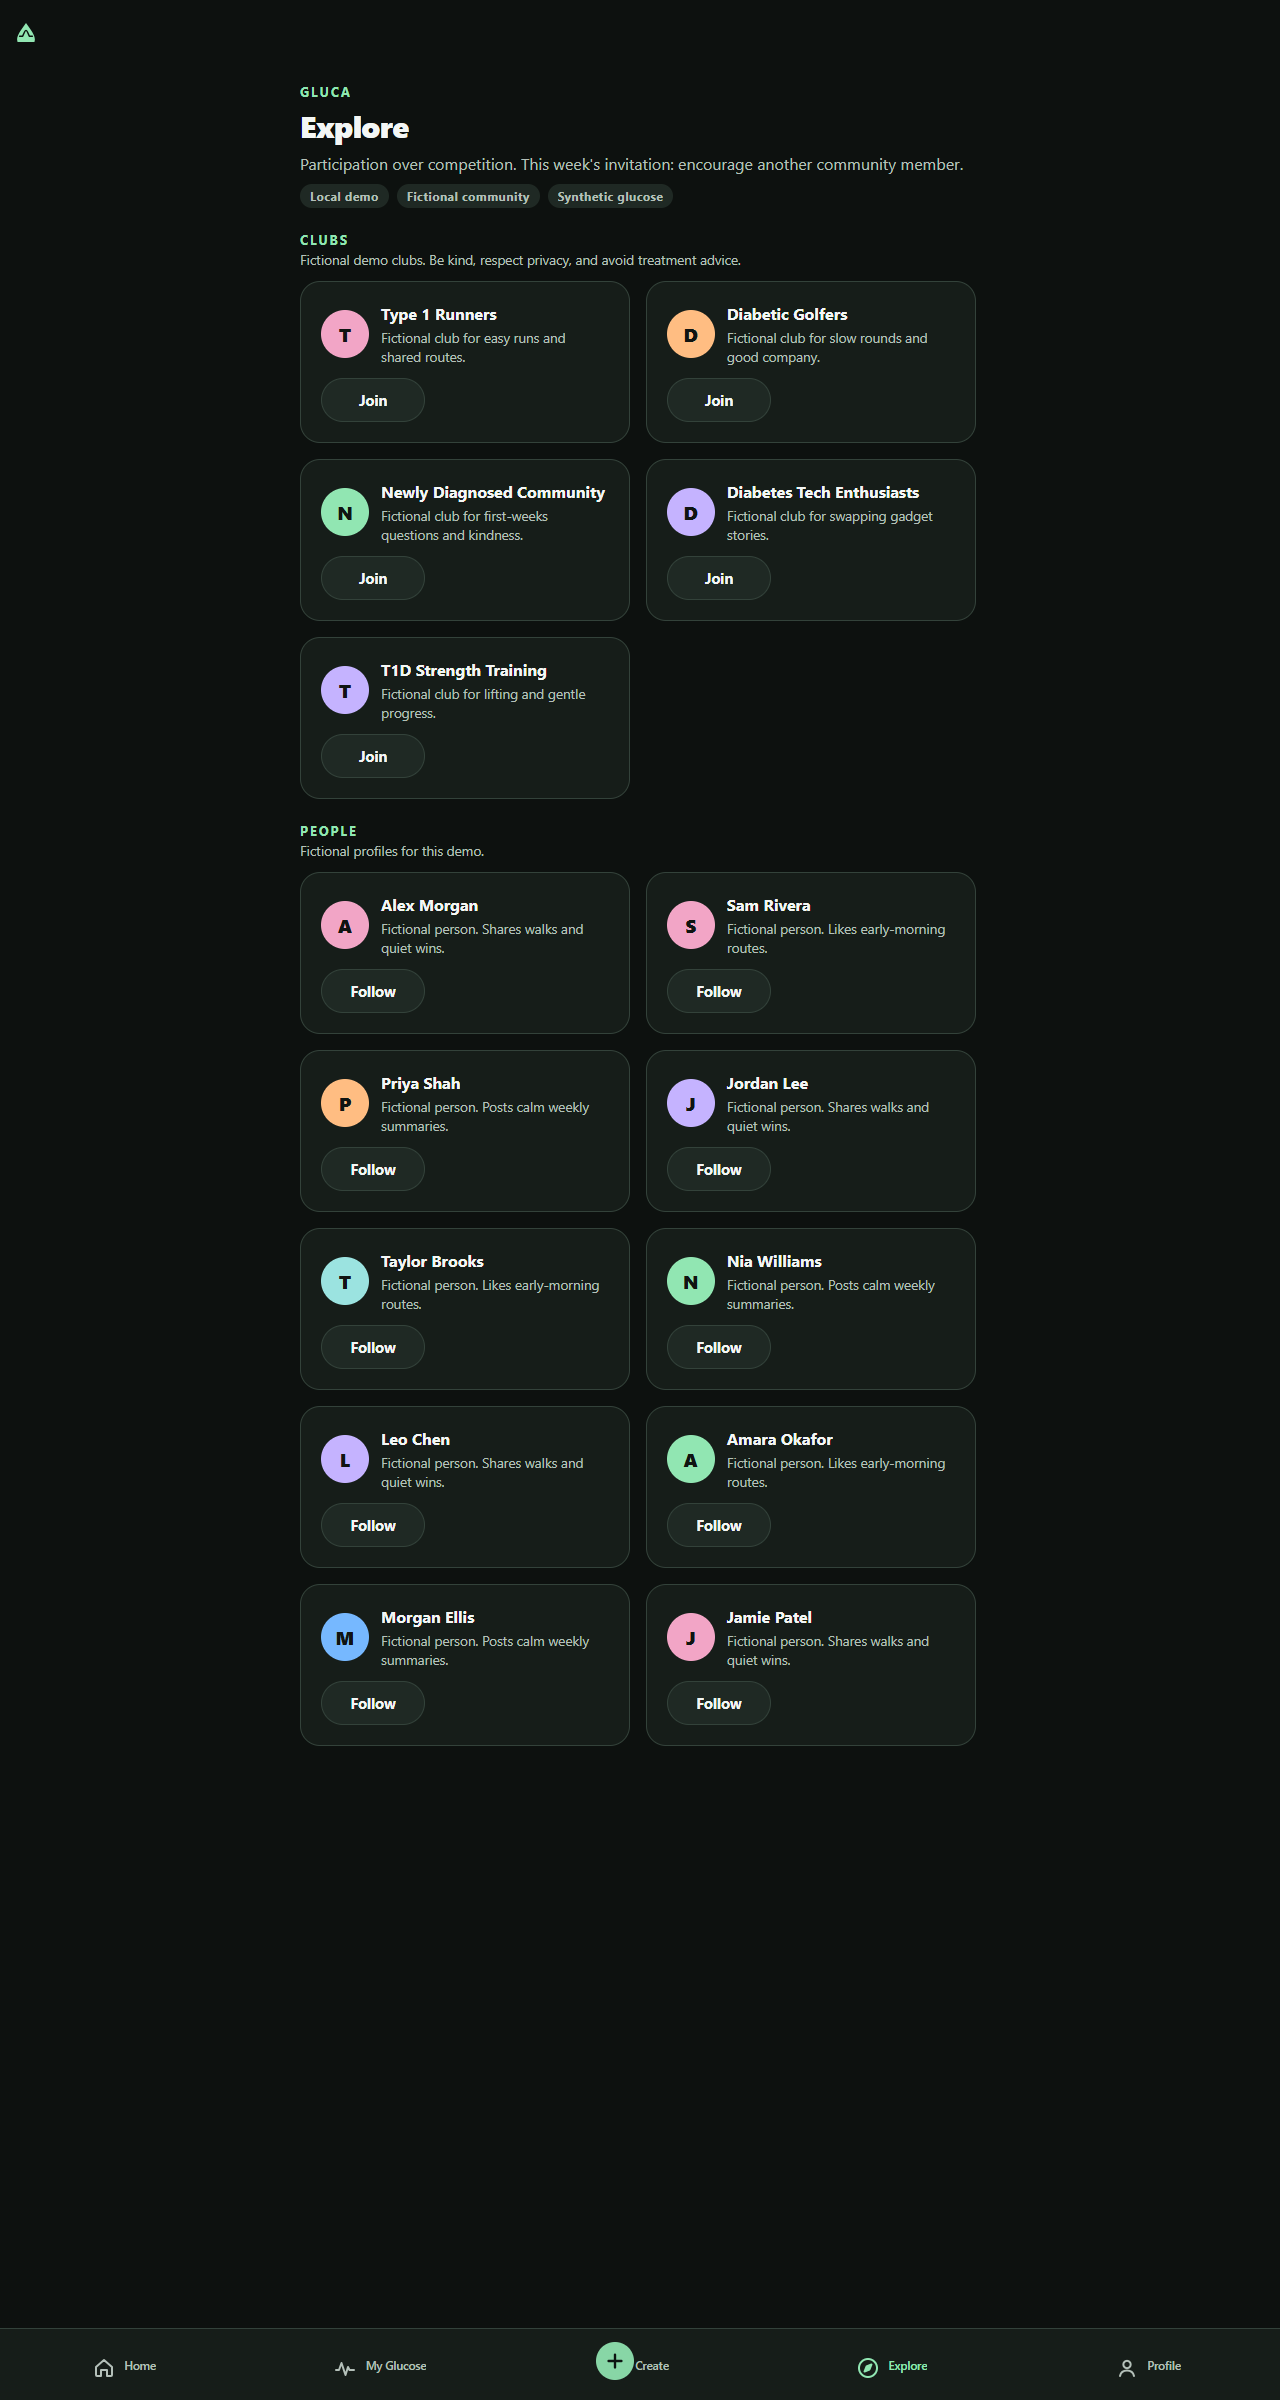 GLUCA
Explore
Participation over competition. This week's invitation: encourage another community member.
Local demo
Fictional community
Synthetic glucose
CLUBS
Fictional demo clubs. Be kind, respect privacy, and avoid treatment advice.
T
Type 1 Runners
Fictional club for easy runs and
shared routes.
Join
D
Diabetic Golfers
Fictional club for slow rounds and
good company.
Join
N
Newly Diagnosed Community
Fictional club for first-weeks
questions and kindness.
Join
D
Diabetes Tech Enthusiasts
Fictional club for swapping gadget
stories.
Join
T
T1D Strength Training
Fictional club for lifting and gentle
progress.
Join
PEOPLE
Fictional profiles for this demo.
A
Alex Morgan
Fictional person. Shares walks and
quiet wins.
Follow
S
Sam Rivera
Fictional person. Likes early-morning
routes.
Follow
P
Priya Shah
Fictional person. Posts calm weekly
summaries.
Follow
J
Jordan Lee
Fictional person. Shares walks and
quiet wins.
Follow
T
Taylor Brooks
Fictional person. Likes early-morning
routes.
Follow
N
Nia Williams
Fictional person. Posts calm weekly
summaries.
Follow
L
Leo Chen
Fictional person. Shares walks and
quiet wins.
Follow
A
Amara Okafor
Fictional person. Likes early-morning
routes.
Follow
M
Morgan Ellis
Fictional person. Posts calm weekly
summaries.
Follow
J
Jamie Patel
Fictional person. Shares walks and
quiet wins.
Follow
Home
My Glucose
Create
Explore
Profile